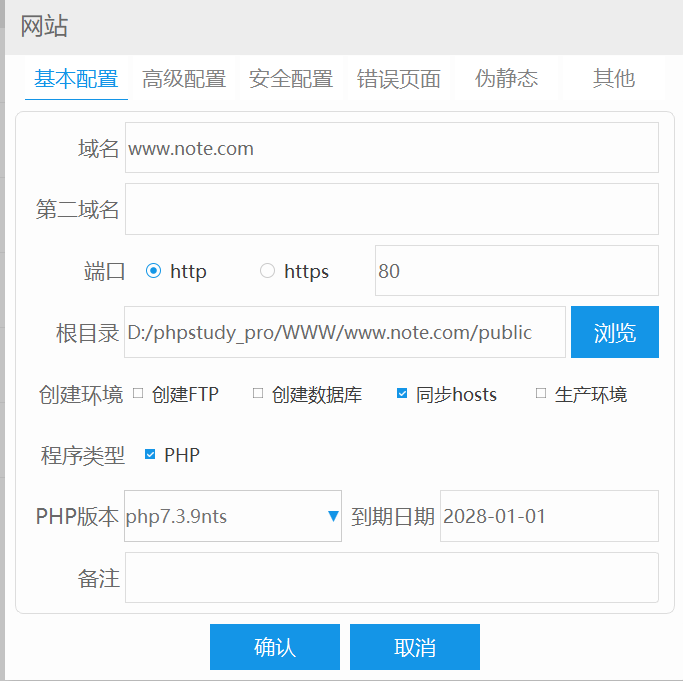 网站
基本配置 高级配置 安全配置 错误页面 伪静态 其他
域名 www.note.com
第二域名
端口 http https 80
根目录 D:/phpstudy_pro/WWW/www.note.com/public 浏览
创建环境 创建FTP 创建数据库 同步hosts 生产环境
程序类型 PHP
PHP版本 php7.3.9nts 到期日期 2028-01-01
备注
确认 取消